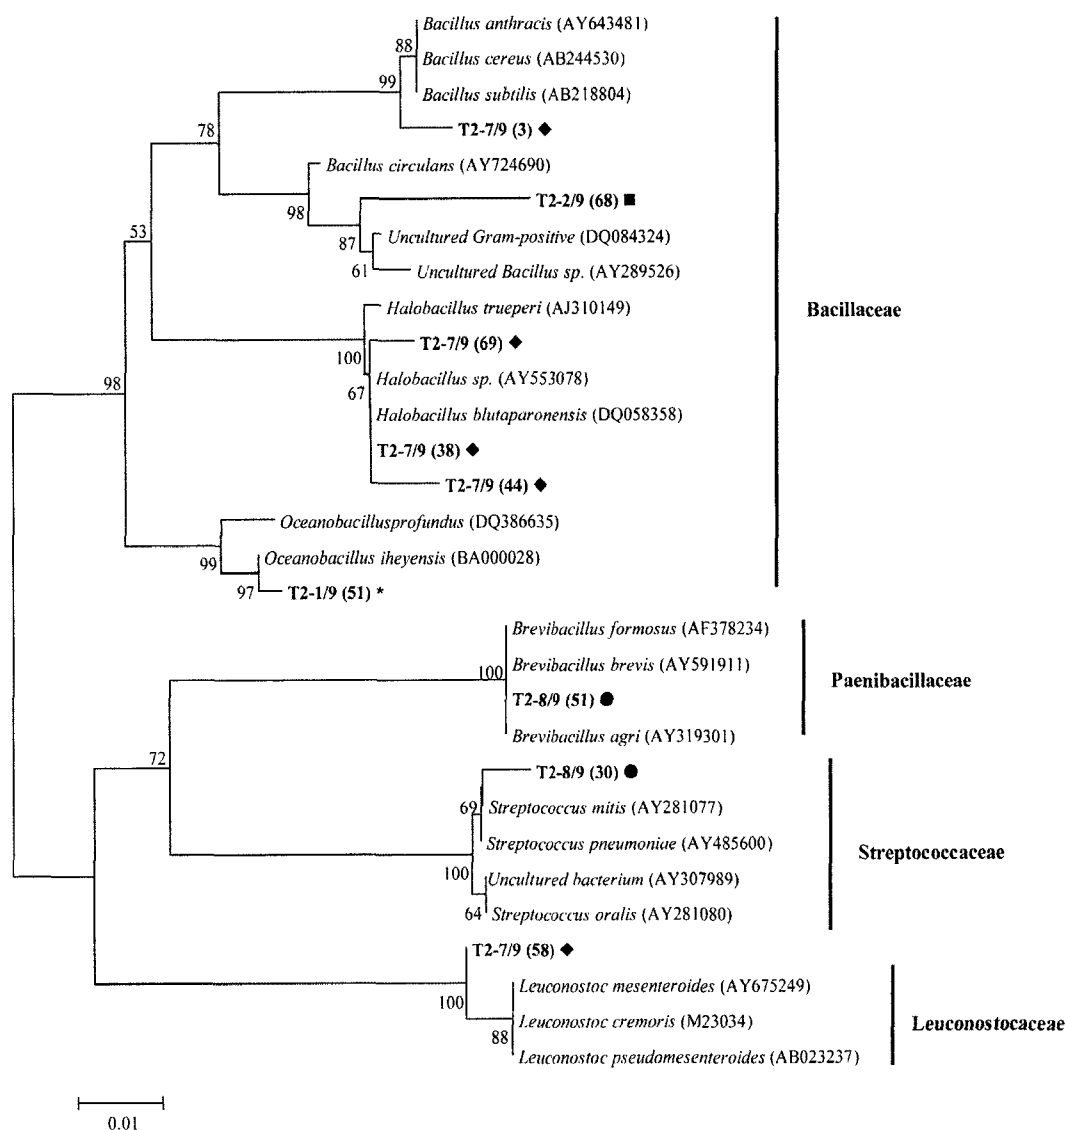 Bacillus anthracis (AY643481)
88
Bacillus cereus (AB244530)
99
Bacillus subtilis (AB218804)
T2-7/9 (3) ◆
78
Bacillus circulans (AY724690)
T2-2/9 (68) ■
98
53
Uncultured Gram-positive (DQ084324)
87
61
Uncultured Bacillus sp. (AY289526)
Halobacillus trueperi (AJ310149)
Bacillaceae
T2-7/9 (69) ◆
100
Halobacillus sp. (AY553078)
98
67
Halobacillus blutaparonensis (DQ058358)
T2-7/9 (38) ◆
T2-7/9 (44) ◆
Oceanobacillusprofundus (DQ386635)
Oceanobacillus iheyensis (BA000028)
99
97
T2-1/9 (51) *
Brevibacillus formosus (AF378234)
Brevibacillus brevis (AY591911)
100
Paenibacillaceae
T2-8/9 (51) ●
Brevibacillus agri (AY319301)
72
T2-8/9 (30) ●
69
Streptococcus mitis (AY281077)
Streptococcus pneumoniae (AY485600)
Streptococcaceae
100
Uncultured bacterium (AY307989)
64
Streptococcus oralis (AY281080)
T2-7/9 (58) ◆
Leuconostoc mesenteroides (AY675249)
100
Leuconostoc cremoris (M23034)
Leuconostocaceae
88
Leuconostoc pseudomesenteroides (AB023237)
0.01